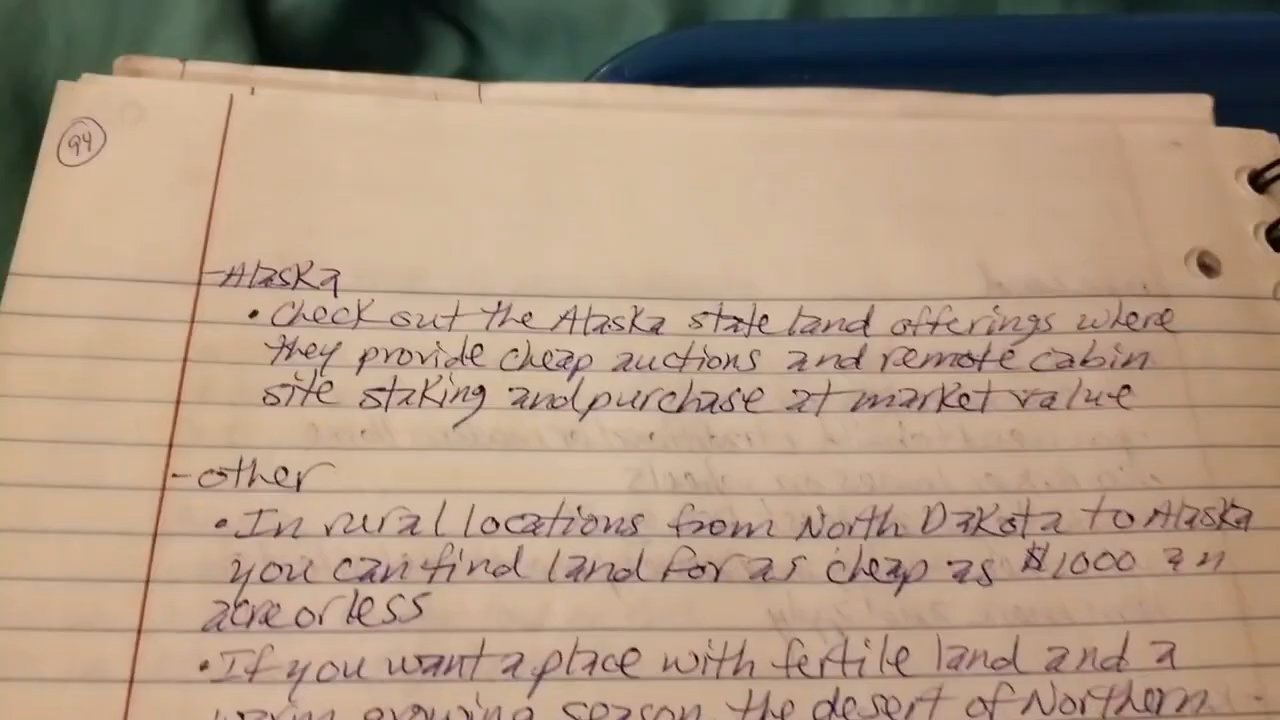 94
-Alaska
• Check out the Alaska state land offerings where
they provide cheap auctions and remote cabin
site staking and purchase at market value
- other
• In rural locations from North Dakota to Alaska
you can find land for as cheap as $1000 an
acre or less
• If you want a place with fertile land and a
warm growing season the desert of Northern